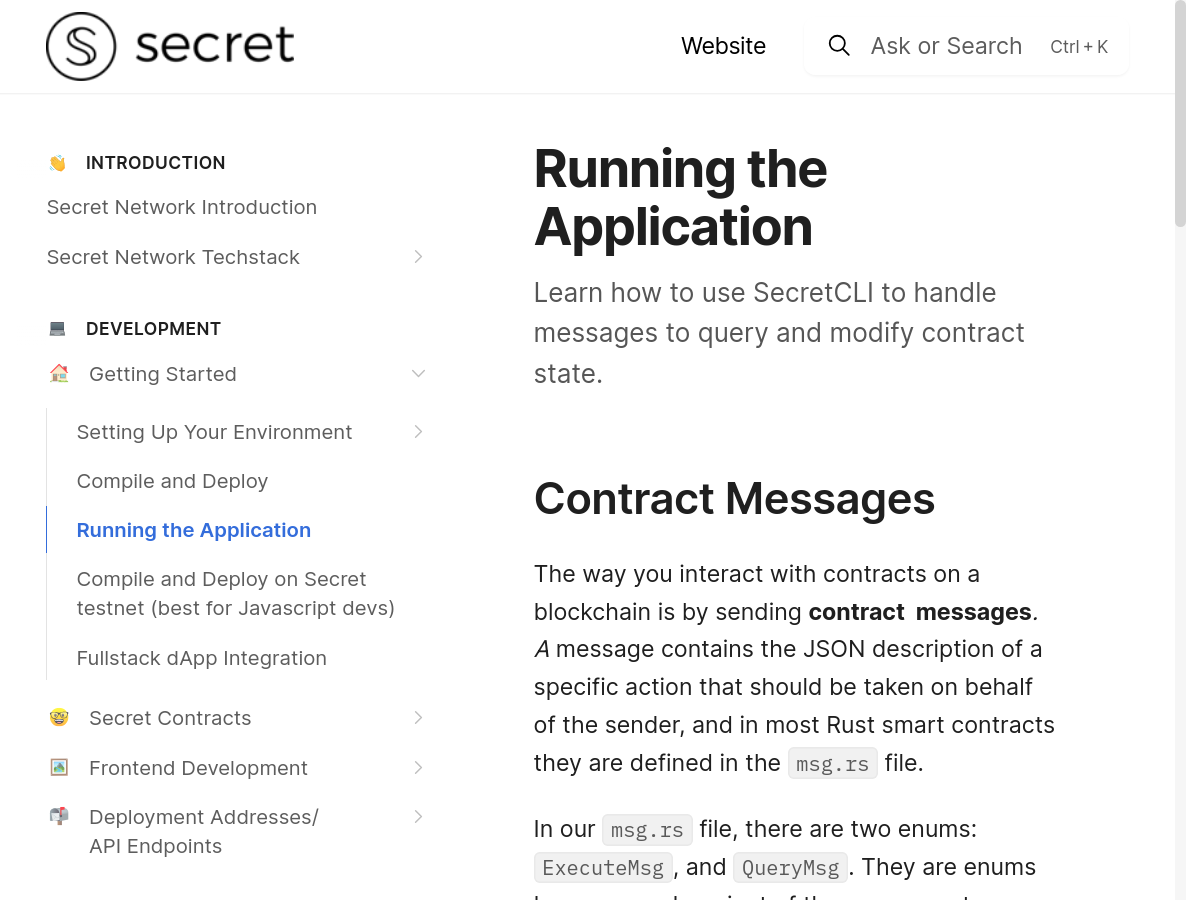 secret
Website
Ask or Search
Ctrl + K
👋 INTRODUCTION
Secret Network Introduction
Secret Network Techstack
💻 DEVELOPMENT
🏠 Getting Started
Setting Up Your Environment
Compile and Deploy
Running the Application
Compile and Deploy on Secret
testnet (best for Javascript devs)
Fullstack dApp Integration
🤓 Secret Contracts
🖼️ Frontend Development
📬 Deployment Addresses/
API Endpoints
Running the
Application
Learn how to use SecretCLI to handle
messages to query and modify contract
state.
Contract Messages
The way you interact with contracts on a
blockchain is by sending contract messages.
A message contains the JSON description of a
specific action that should be taken on behalf
of the sender, and in most Rust smart contracts
they are defined in the msg.rs file.
In our msg.rs file, there are two enums:
ExecuteMsg, and QueryMsg. They are enums